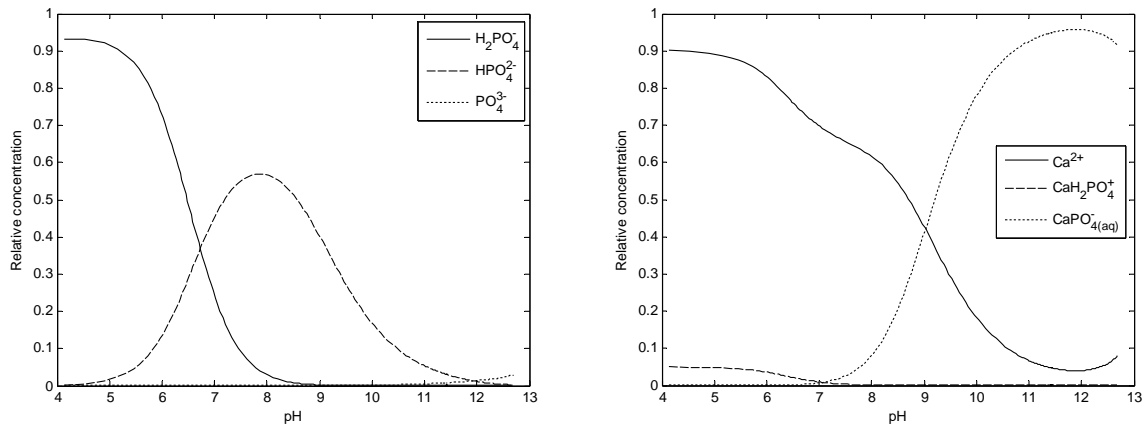 1
0.9
0.8
0.7
0.6
0.5
0.4
0.3
0.2
0.1
0
Relative concentration
4 5 6 7 8 9 10 11 12 13
pH
H₂PO₄⁻
HPO₄²⁻
PO₄³⁻
1
0.9
0.8
0.7
0.6
0.5
0.4
0.3
0.2
0.1
0
Relative concentration
4 5 6 7 8 9 10 11 12 13
pH
Ca²⁺
CaH₂PO₄⁺
CaPO₄⁻(aq)